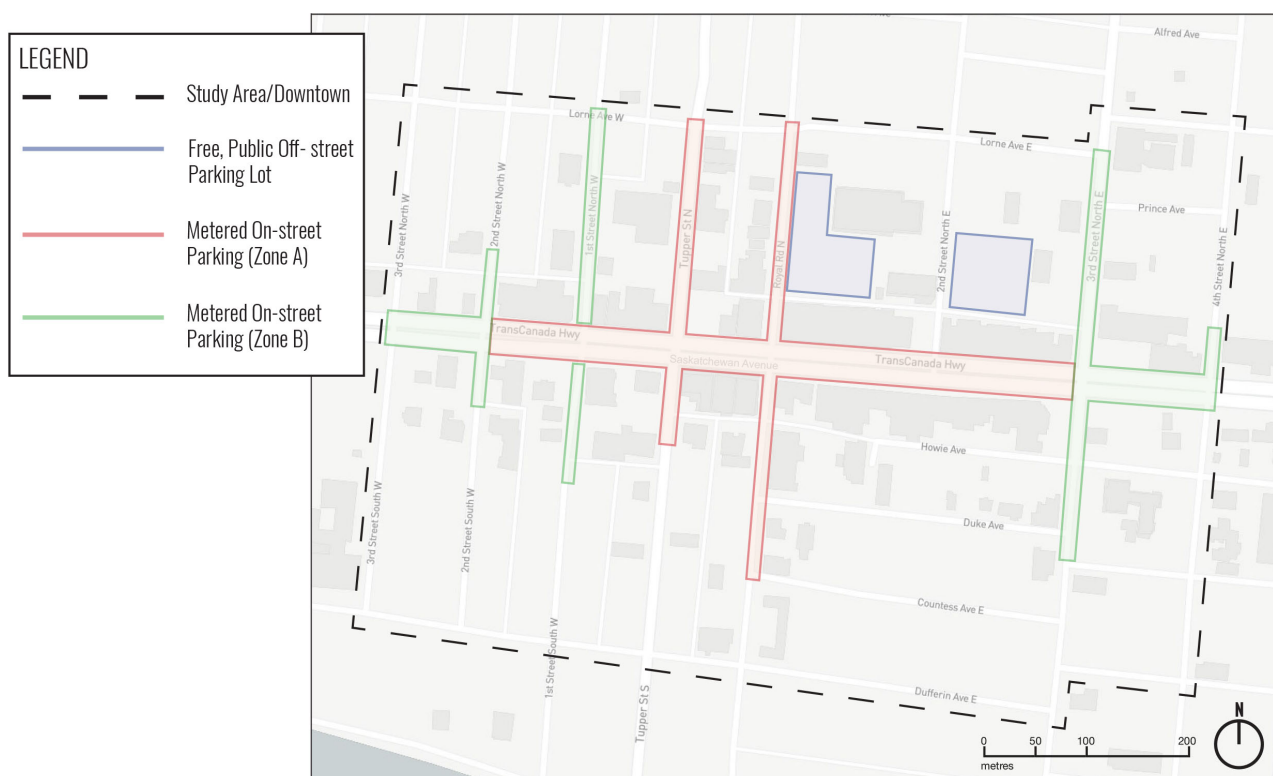 LEGEND
Study Area/Downtown
Free, Public Off- street
Parking Lot
Metered On-street
Parking (Zone A)
Metered On-street
Parking (Zone B)
Alfred Ave
Lorne Ave W
Lorne Ave E
Prince Ave
3rd Street North W
2nd Street North W
1st Street North W
Tupper St N
Royal Rd N
2nd Street North E
3rd Street North E
4th Street North E
TransCanada Hwy
Saskatchewan Avenue
TransCanada Hwy
Howie Ave
Duke Ave
Countess Ave E
Dufferin Ave E
3rd Street South W
2nd Street South W
1st Street South W
Tupper St S
N
0 50 100 200
metres